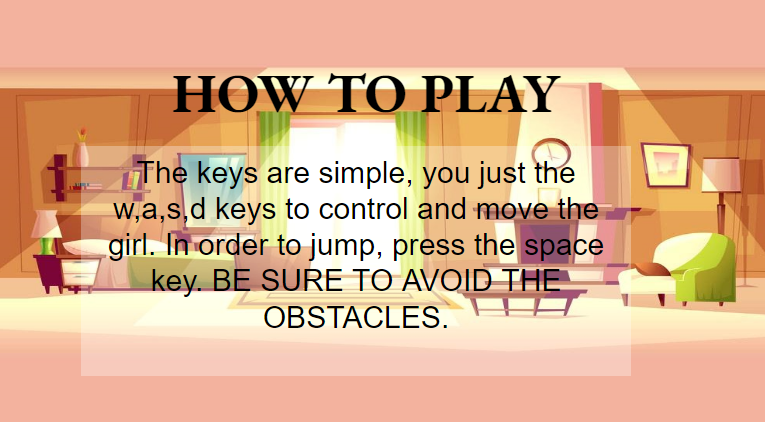 HOW TO PLAY
The keys are simple, you just the
w,a,s,d keys to control and move the
girl. In order to jump, press the space
key. BE SURE TO AVOID THE
OBSTACLES.